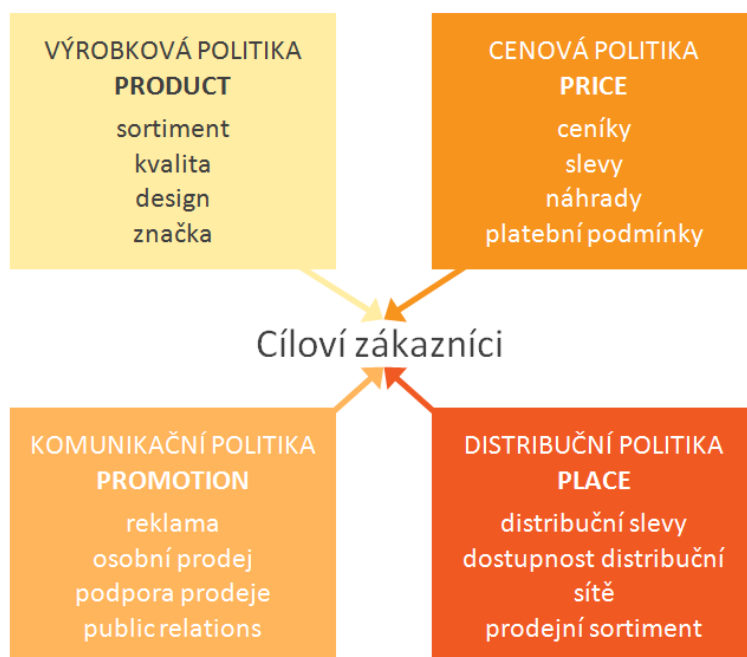 VÝROBKOVÁ POLITIKA
PRODUCT
sortiment
kvalita
design
značka
CENOVÁ POLITIKA
PRICE
ceníky
slevy
náhrady
platební podmínky
Cíloví zákazníci
KOMUNIKAČNÍ POLITIKA
PROMOTION
reklama
osobní prodej
podpora prodeje
public relations
DISTRIBUČNÍ POLITIKA
PLACE
distribuční slevy
dostupnost distribuční
sítě
prodejní sortiment